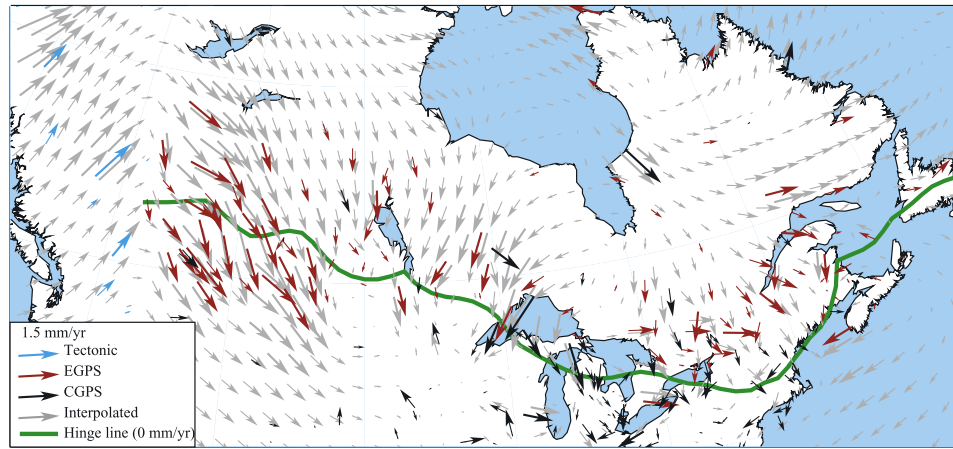 1.5 mm/yr
Tectonic
EGPS
CGPS
Interpolated
Hinge line (0 mm/yr)